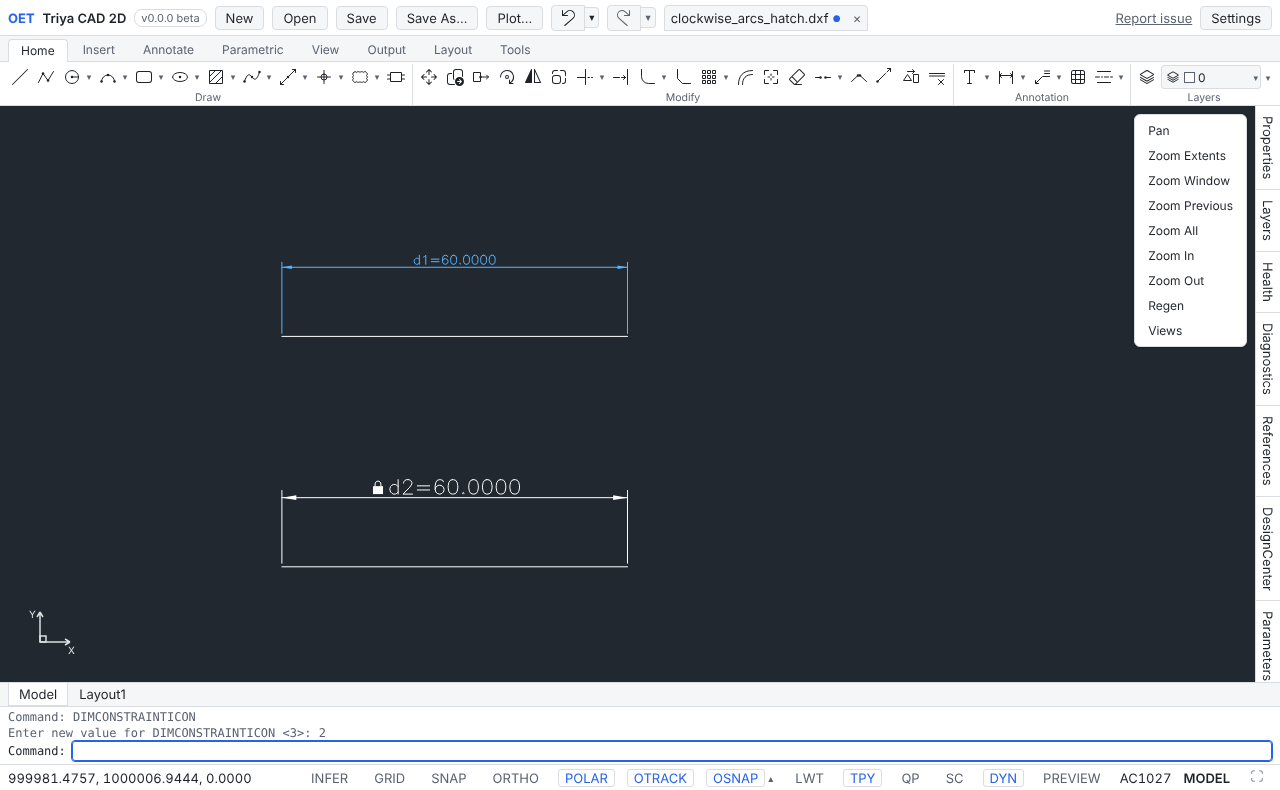 OET Triya CAD 2D v0.0.0 beta New Open Save Save As... Plot... clockwise_arcs_hatch.dxf × Report issue Settings
Home Insert Annotate Parametric View Output Layout Tools
0
Draw Modify Annotation Layers
Pan
Zoom Extents
Zoom Window
Zoom Previous
Zoom All
Zoom In
Zoom Out
Regen
Views
Properties
Layers
Health
Diagnostics
References
DesignCenter
Parameters
d1=60.0000
d2=60.0000
Y
X
Model Layout1
Command: DIMCONSTRAINTICON
Enter new value for DIMCONSTRAINTICON <3>: 2
Command:
999981.4757, 1000006.9444, 0.0000 INFER GRID SNAP ORTHO POLAR OTRACK OSNAP LWT TPY QP SC DYN PREVIEW AC1027 MODEL